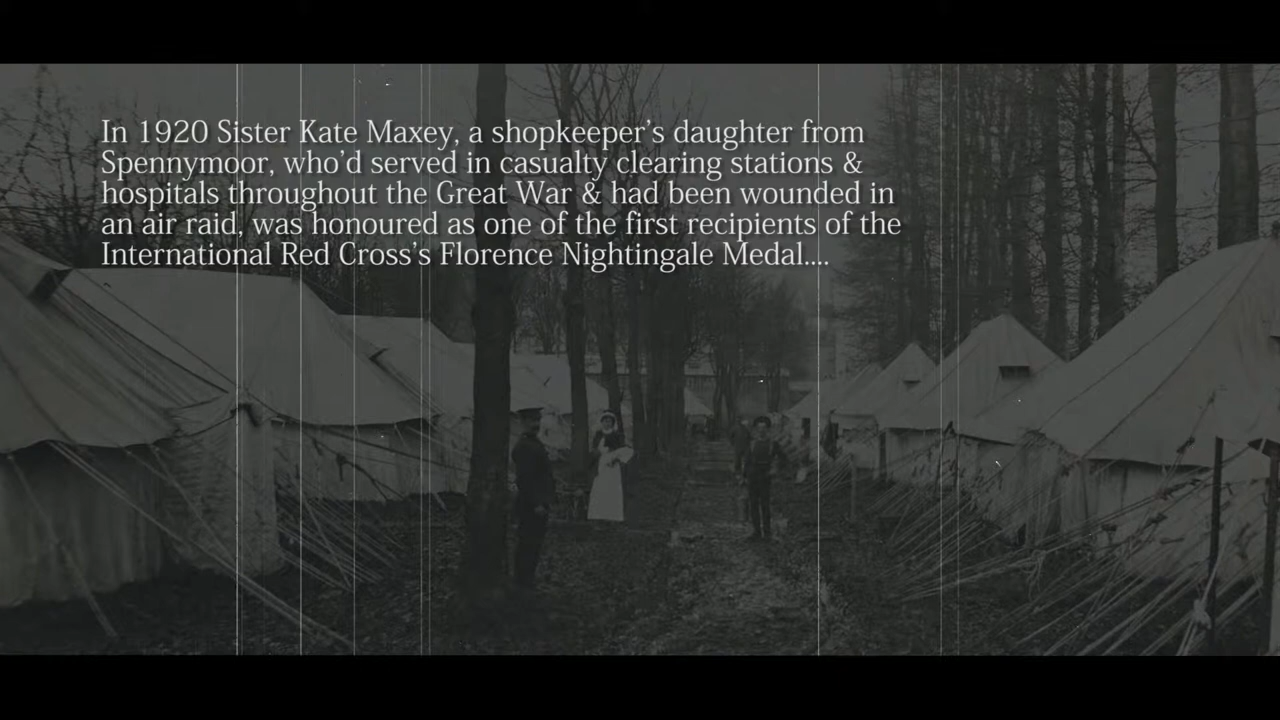 In 1920 Sister Kate Maxey, a shopkeeper’s daughter from
Spennymoor, who’d served in casualty clearing stations &
hospitals throughout the Great War & had been wounded in
an air raid, was honoured as one of the first recipients of the
International Red Cross’s Florence Nightingale Medal....